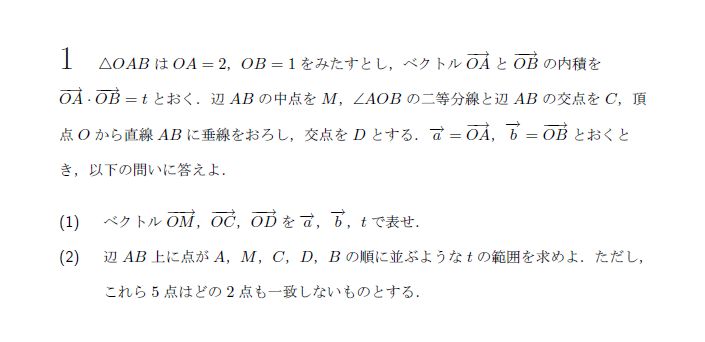 1 △OAB は OA = 2，OB = 1 をみたすとし，ベクトル $\overrightarrow{OA}$ と $\overrightarrow{OB}$ の内積を
$\overrightarrow{OA}\cdot\overrightarrow{OB}=t$ とおく．辺 AB の中点を M，∠AOB の二等分線と辺 AB の交点を C，頂
点 O から直線 AB に垂線をおろし，交点を D とする．$\overrightarrow{a}=\overrightarrow{OA}$，$\overrightarrow{b}=\overrightarrow{OB}$ とおくと
き，以下の問いに答えよ．
(1) ベクトル $\overrightarrow{OM}$，$\overrightarrow{OC}$，$\overrightarrow{OD}$ を $\overrightarrow{a}$，$\overrightarrow{b}$，t で表せ．
(2) 辺 AB 上に点が A，M，C，D，B の順に並ぶような t の範囲を求めよ．ただし，
これら 5 点はどの 2 点も一致しないものとする．